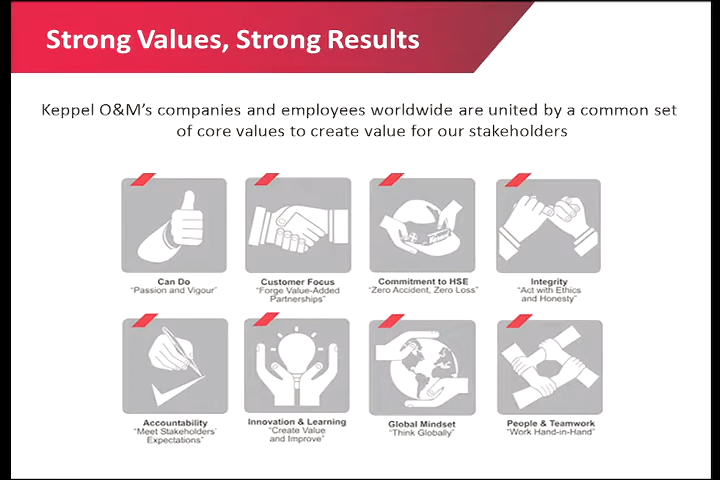 Strong Values, Strong Results
Keppel O&M's companies and employees worldwide are united by a common set
of core values to create value for our stakeholders
Can Do
"Passion and Vigour"
Customer Focus
"Forge Value-Added
Partnerships"
Commitment to HSE
"Zero Accident, Zero Loss"
Integrity
"Act with Ethics
and Honesty"
Accountability
"Meet Stakeholders'
Expectations"
Innovation & Learning
"Create Value
and Improve"
Global Mindset
"Think Globally"
People & Teamwork
"Work Hand-in-Hand"